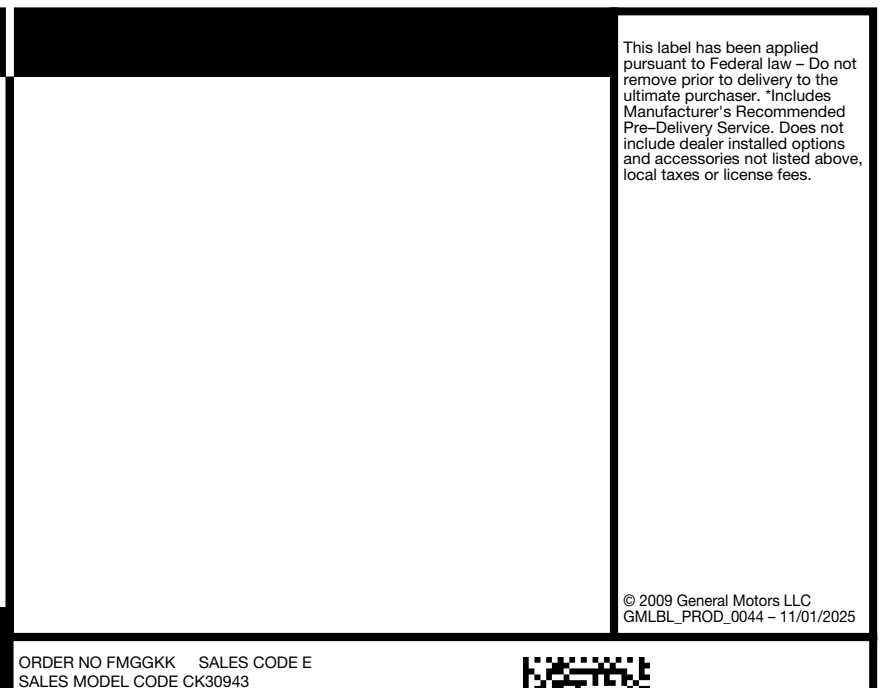 This label has been applied
pursuant to Federal law – Do not
remove prior to delivery to the
ultimate purchaser. *Includes
Manufacturer's Recommended
Pre–Delivery Service. Does not
include dealer installed options
and accessories not listed above,
local taxes or license fees.
© 2009 General Motors LLC
GMLBL_PROD_0044 – 11/01/2025
ORDER NO FMGGKK SALES CODE E
SALES MODEL CODE CK30943